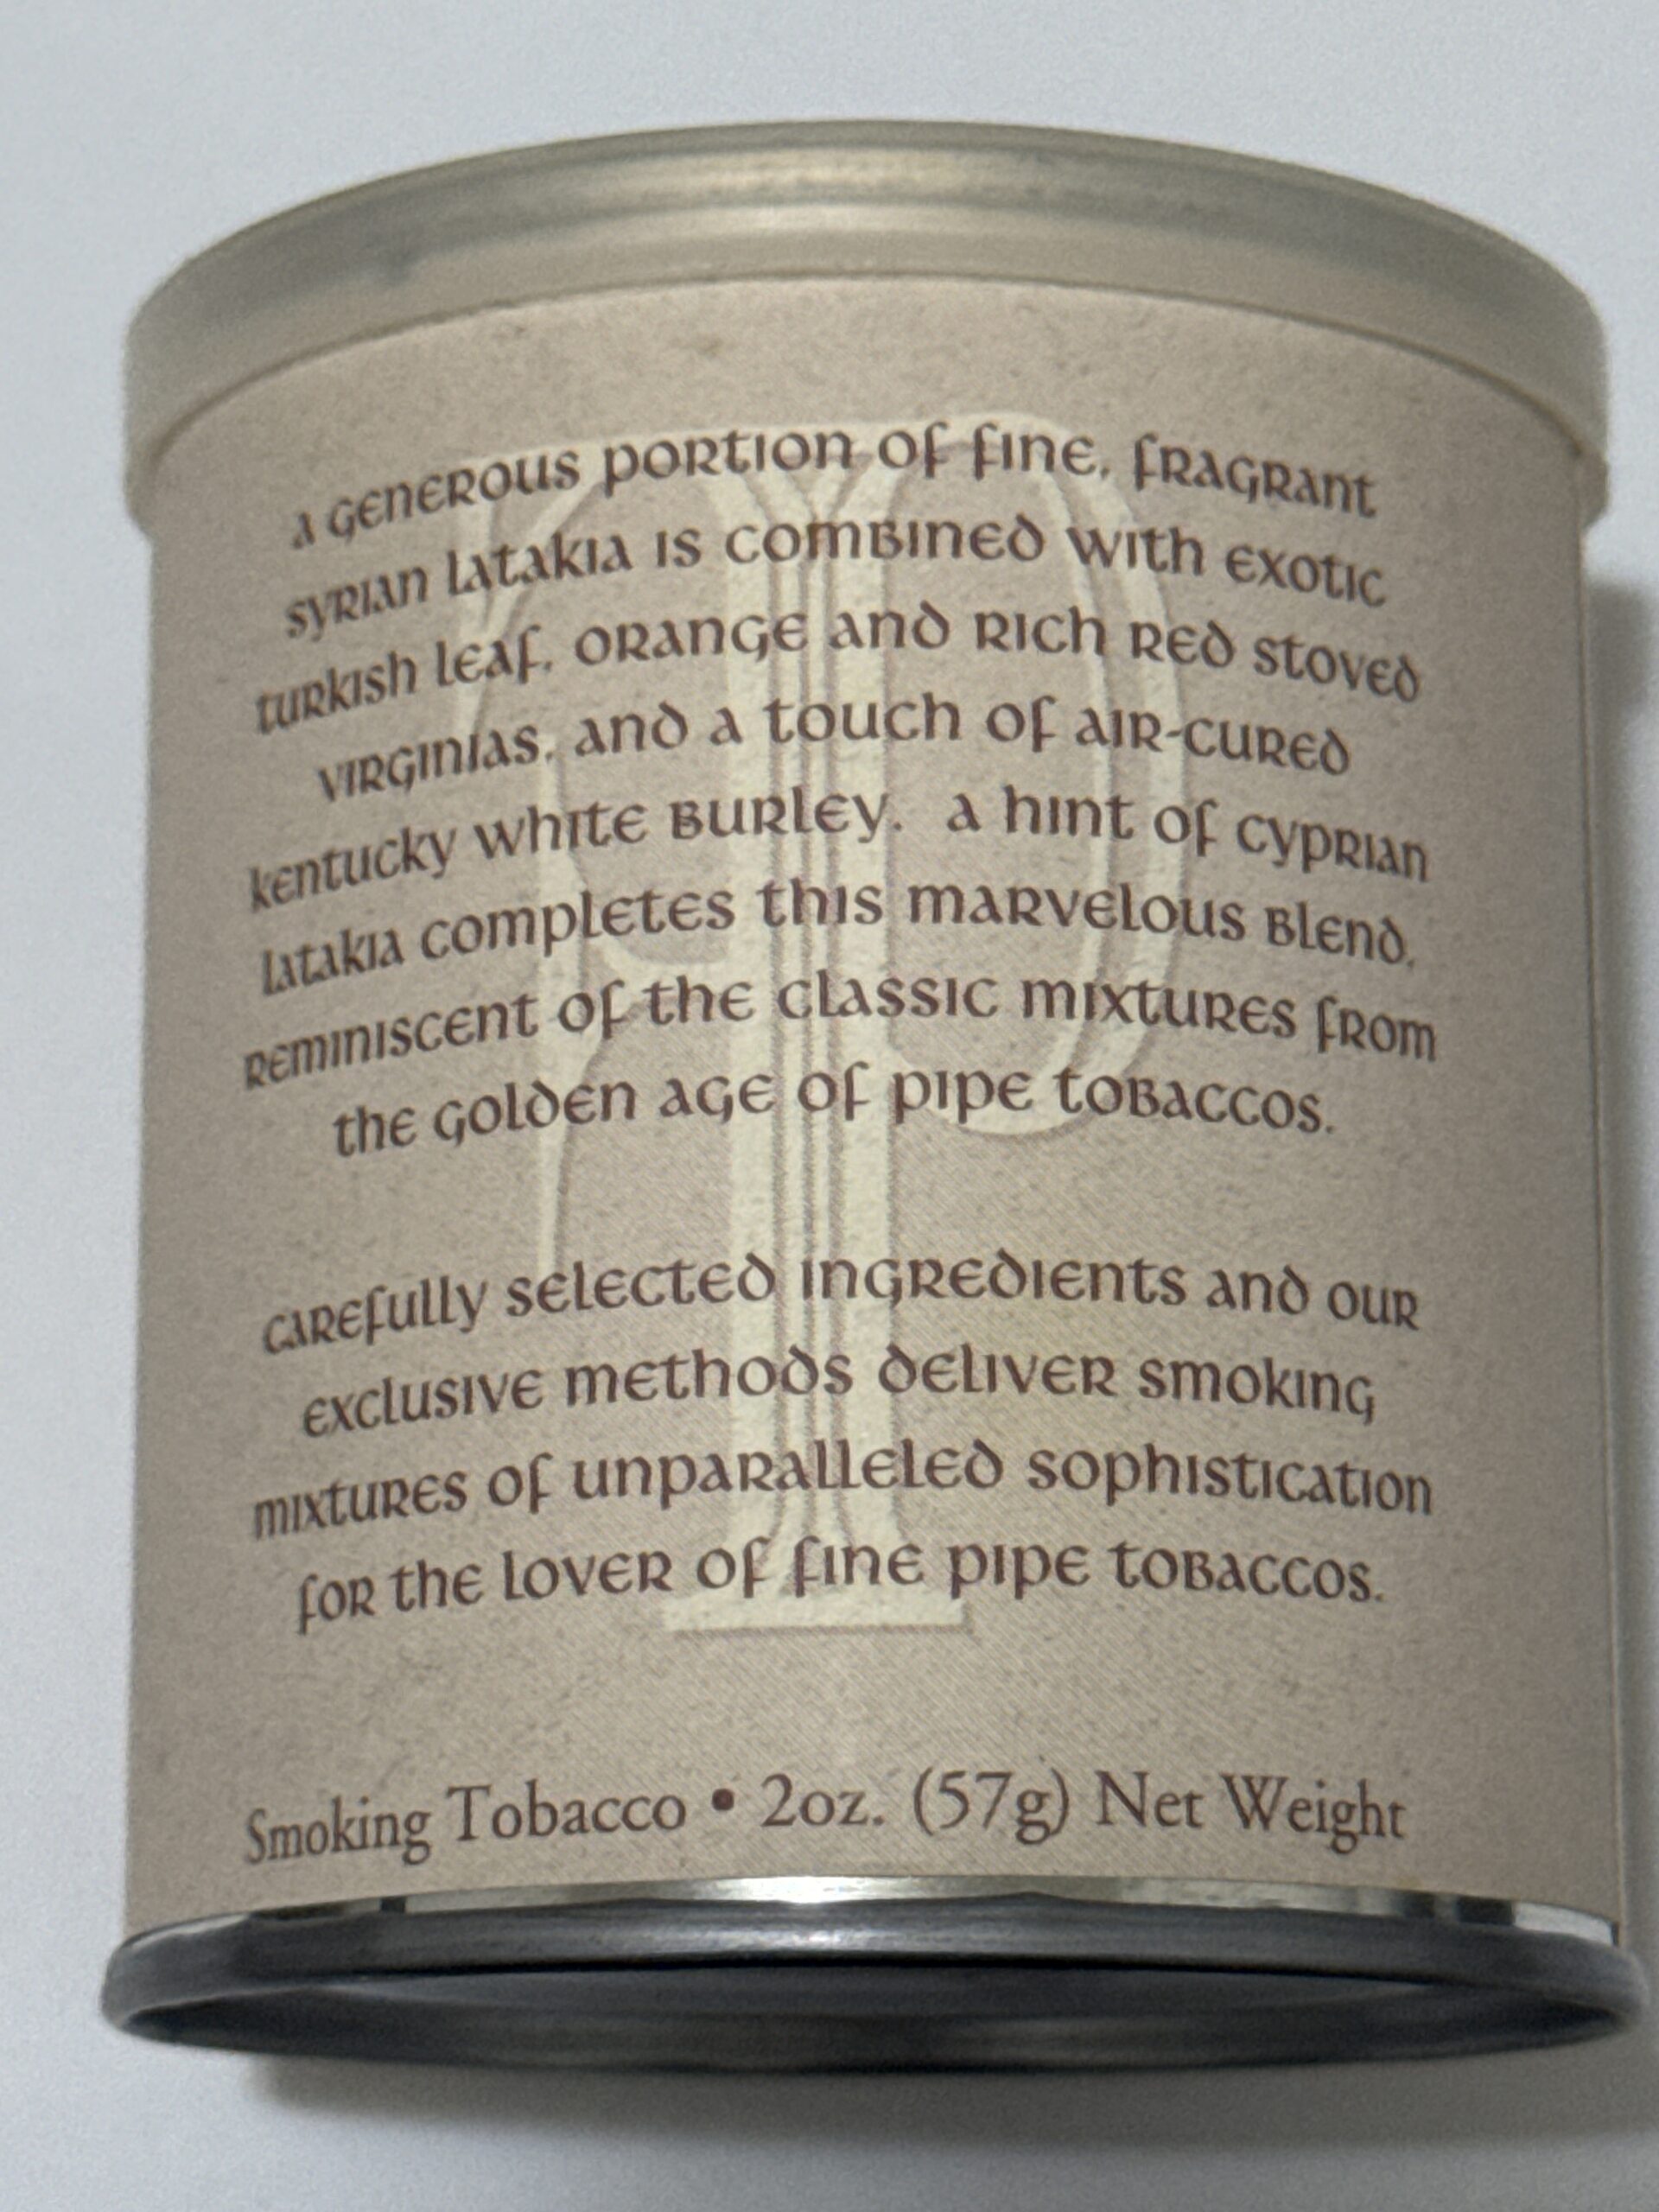 a generous portion of fine, fragrant
syrian latakia is combined with exotic
turkish leaf, orange and rich red stoved
virginias, and a touch of air-cured
kentucky white burley. a hint of cyprian
latakia completes this marvelous blend,
reminiscent of the classic mixtures from
the golden age of pipe tobaccos.
carefully selected ingredients and our
exclusive methods deliver smoking
mixtures of unparalleled sophistication
for the lover of fine pipe tobaccos.
Smoking Tobacco • 2oz. (57g) Net Weight